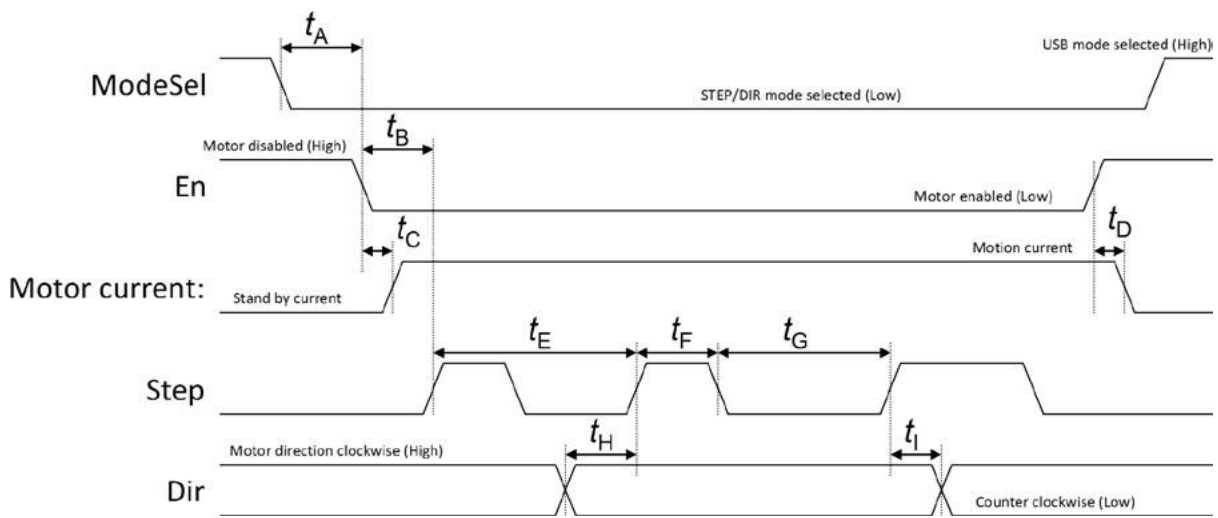 tA
USB mode selected (High)
ModeSel
STEP/DIR mode selected (Low)
tB
Motor disabled (High)
En
Motor enabled (Low)
tC
tD
Motion current
Motor current:
Stand by current
tE
tF
tG
Step
tH
tI
Motor direction clockwise (High)
Dir
Counter clockwise (Low)